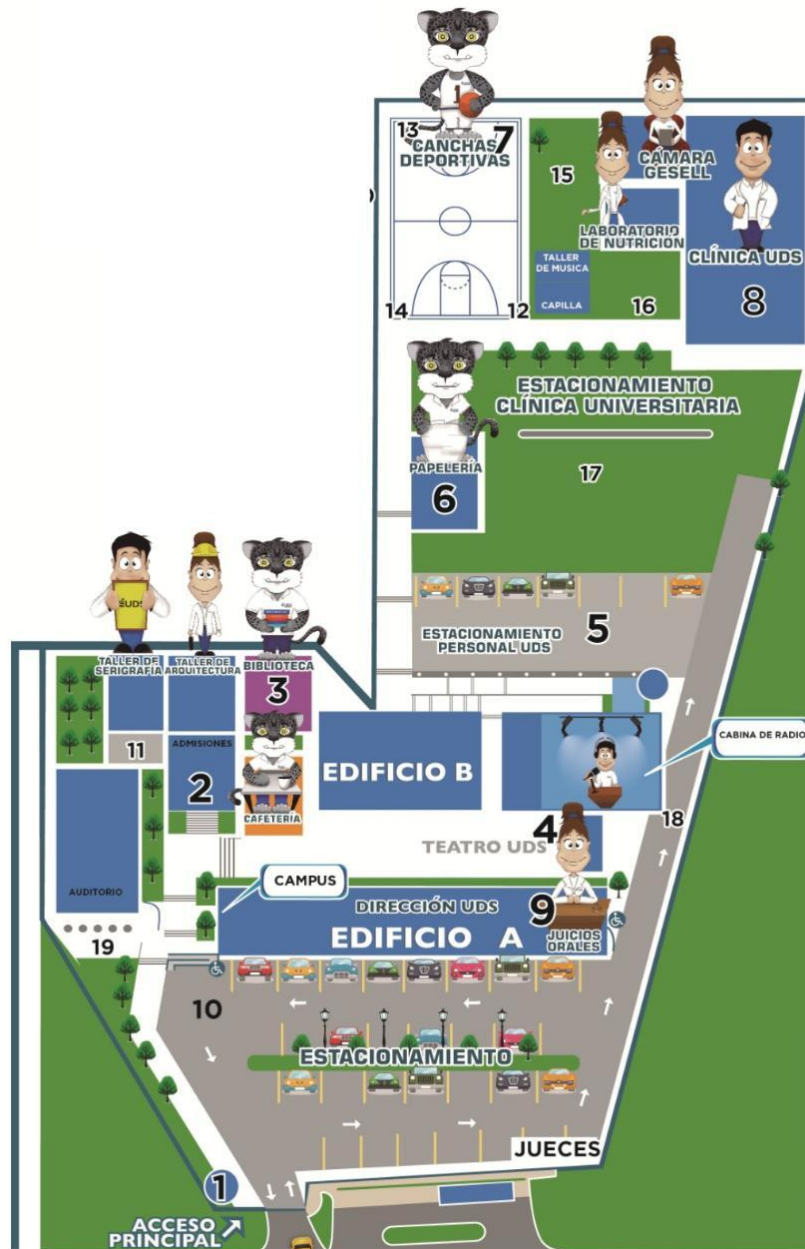 1
13
7
CANCHAS
DEPORTIVAS
14
12
15
CÁMARA
GESELL
LABORATORIO
DE NUTRICIÓN
TALLER
DE MUSICA
CAPILLA
16
CLÍNICA UDS
8
ESTACIONAMIENTO
CLÍNICA UNIVERSITARIA
PAPELERÍA
6
17
ESTACIONAMIENTO
PERSONAL UDS
5
UDS
TALLER DE
SERIGRAFÍA
TALLER DE
ARQUITECTURA
BIBLIOTECA
3
11
ADMISIONES
2
CAFETERÍA
EDIFICIO B
CABINA DE RADIO
18
4
TEATRO UDS
AUDITORIO
19
CAMPUS
DIRECCIÓN UDS
EDIFICIO A
9
JUICIOS
ORALES
10
ESTACIONAMIENTO
JUECES
1
ACCESO
PRINCIPAL